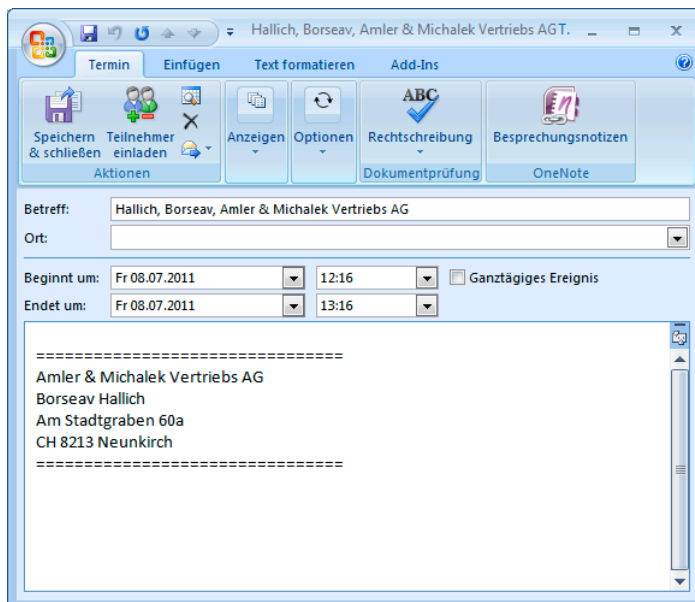 Hallich, Borseav, Amler & Michalek Vertriebs AGT.
Termin Einfügen Text formatieren Add-Ins
Speichern & schließen
Teilnehmer einladen
Anzeigen
Optionen
ABC
Rechtschreibung
Besprechungsnotizen
Aktionen
Dokumentprüfung
OneNote
Betreff: Hallich, Borseav, Amler & Michalek Vertriebs AG
Ort:
Beginnt um: Fr 08.07.2011 12:16 Ganztägiges Ereignis
Endet um: Fr 08.07.2011 13:16
================================
Amler & Michalek Vertriebs AG
Borseav Hallich
Am Stadtgraben 60a
CH 8213 Neunkirch
================================